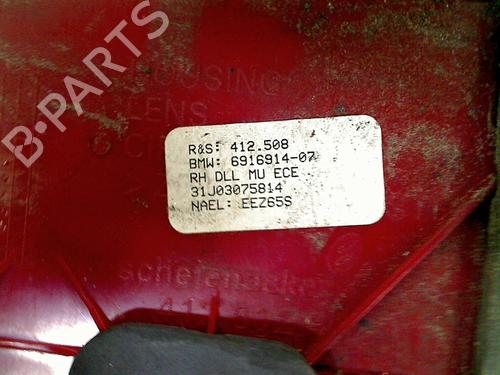 B-PARTS
HOUSING
LENS
R&S: 412.508
BMW: 6916914-07
RH DLL MU ECE
31J03075814
NAEL: EEZ65S
schefenacker